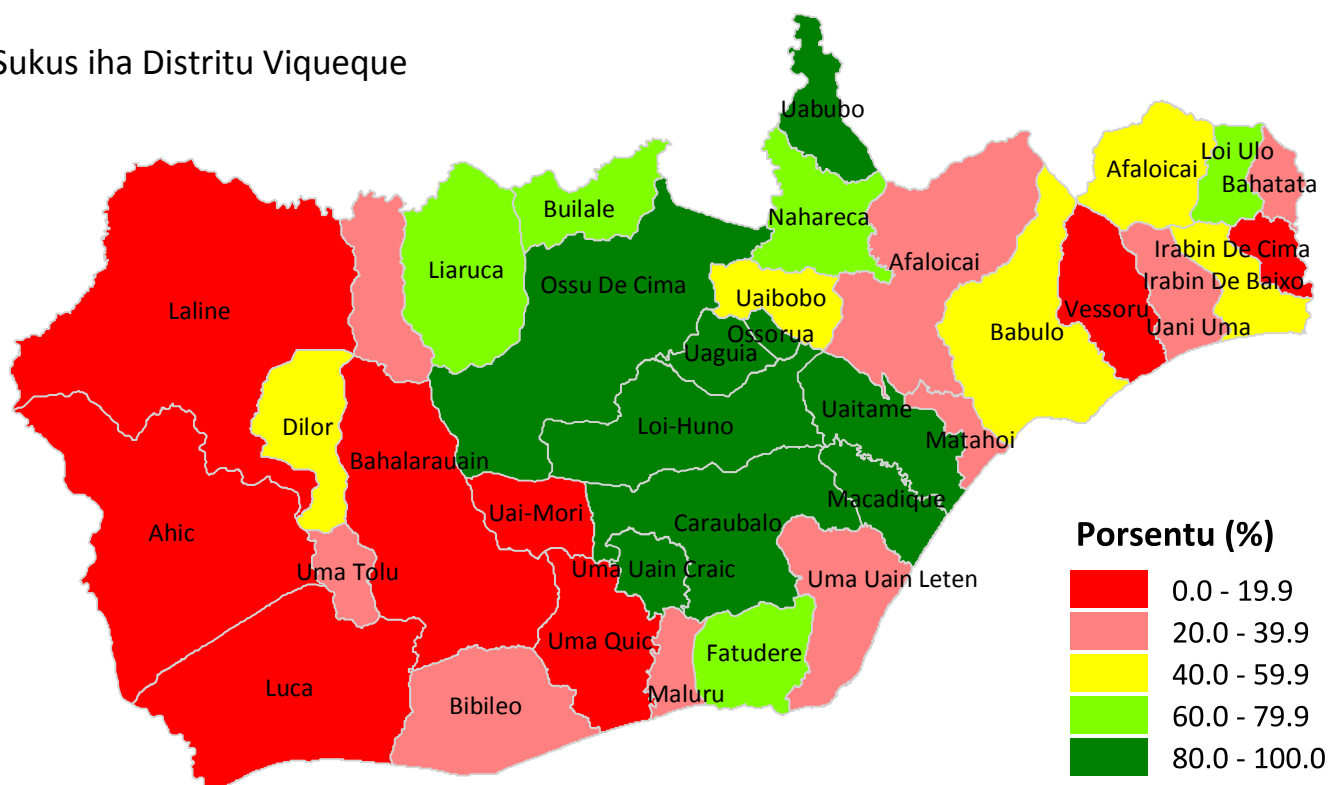 Sukus iha Distritu Viqueque
Uabubo
Loi Ulo
Afaloicai
Bahatata
Builale
Nahareca
Liaruca
Afaloicai
Irabin De Cima
Irabin De Baixo
Ossu De Cima
Uaibobo
Laline
Vessoru
Uani Uma
Babulo
Ossorua
Uaguia
Uaitame
Dilor
Loi-Huno
Matahoi
Bahalarauain
Macadique
Uai-Mori
Caraubalo
Ahic
Uma Tolu
Uma Uain Craic
Uma Uain Leten
Uma Quic
Fatudere
Luca
Maluru
Bibileo
Porsentu (%)
0.0 - 19.9
20.0 - 39.9
40.0 - 59.9
60.0 - 79.9
80.0 - 100.0